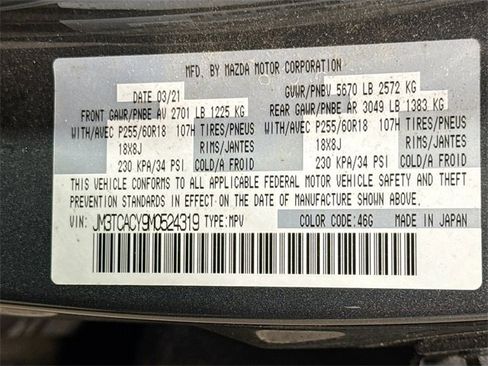 MFD. BY MAZDA MOTOR CORPORATION
DATE 03/21 GVWR/PNBV 5670 LB 2572 KG
FRONT GAWR/PNBE AV 2701 LB 1225 KG REAR GAWR/PNBE AR 3049 LB 1383 KG
WITH/AVEC P255/60R18 107H TIRES/PNEUS WITH/AVEC P255/60R18 107H TIRES/PNEUS
18X8J RIMS/JANTES 18X8J RIMS/JANTES
230 KPA/34 PSI COLD/A FROID 230 KPA/34 PSI COLD/A FROID
THIS VEHICLE CONFORMS TO ALL APPLICABLE FEDERAL MOTOR VEHICLE SAFETY AND THEFT
PREVENTION STANDARDS IN EFFECT ON THE DATE OF MANUFACTURE SHOWN ABOVE.
VIN: JM3TCACY9M0524319 TYPE:MPV COLOR CODE:46G MADE IN JAPAN